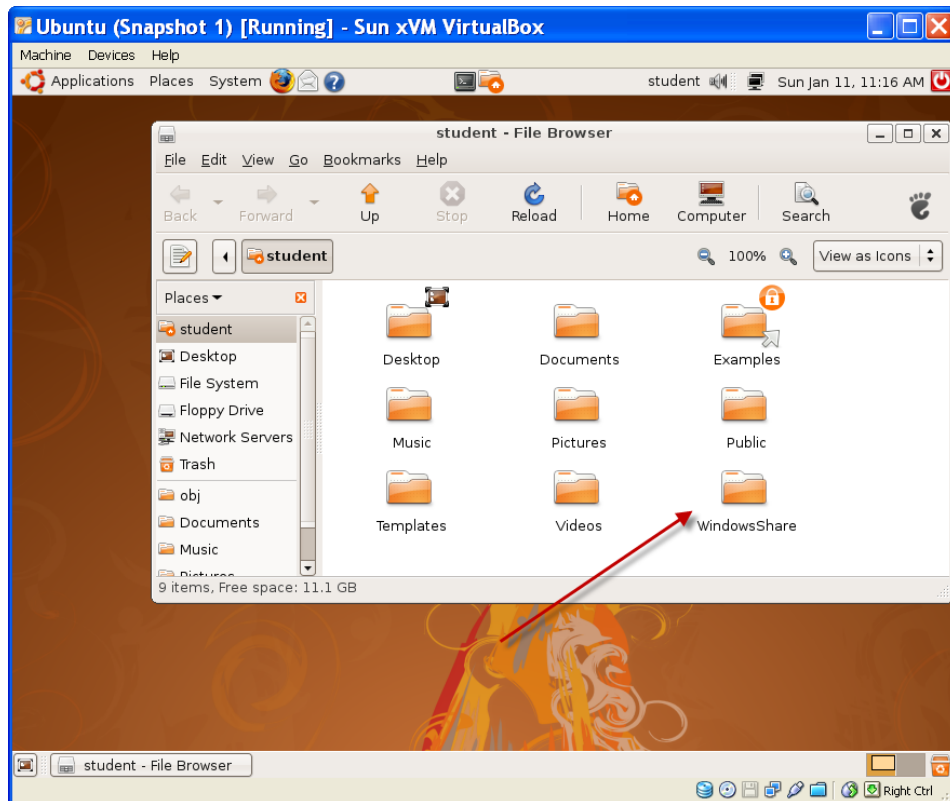 Ubuntu (Snapshot 1) [Running] - Sun xVM VirtualBox
Machine Devices Help
Applications Places System student Sun Jan 11, 11:16 AM
student - File Browser
File Edit View Go Bookmarks Help
Back Forward Up Stop Reload Home Computer Search
student 100% View as Icons
Places
student
Desktop
File System
Floppy Drive
Network Servers
Trash
obj
Documents
Music
Pictures
Desktop Documents Examples
Music Pictures Public
Templates Videos WindowsShare
9 items, Free space: 11.1 GB
student - File Browser
Right Ctrl